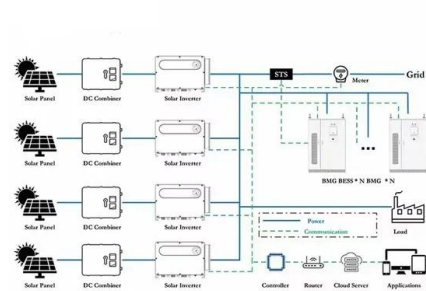 STS
Meter
Grid
Solar Panel
DC Combiner
Solar Inverter
Solar Panel
DC Combiner
Solar Inverter
BMG BESS * N BMG * N
Solar Panel
DC Combiner
Solar Inverter
Power
Communication
Load
Solar Panel
DC Combiner
Solar Inverter
Controller
Router
Cloud Server
Applications